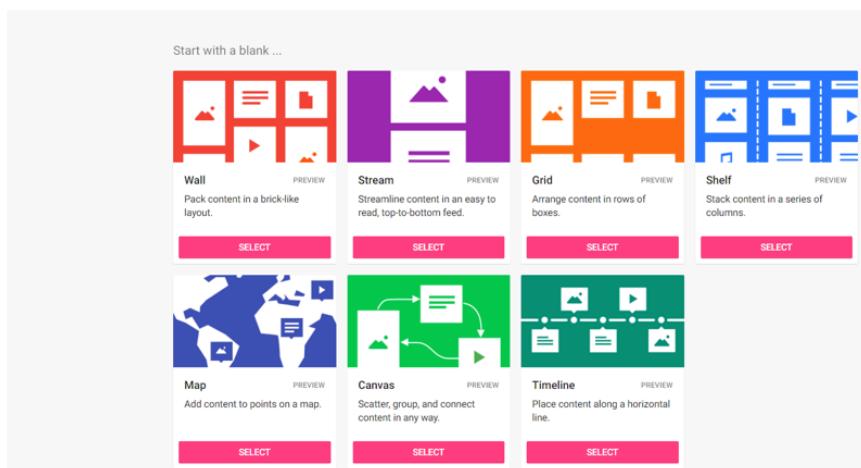 Start with a blank ...
Wall PREVIEW
Pack content in a brick-like
layout.
SELECT
Stream PREVIEW
Streamline content in an easy to
read, top-to-bottom feed.
SELECT
Grid PREVIEW
Arrange content in rows of
boxes.
SELECT
Shelf PREVIEW
Stack content in a series of
columns.
SELECT
Map PREVIEW
Add content to points on a map.
SELECT
Canvas PREVIEW
Scatter, group, and connect
content in any way.
SELECT
Timeline PREVIEW
Place content along a horizontal
line.
SELECT